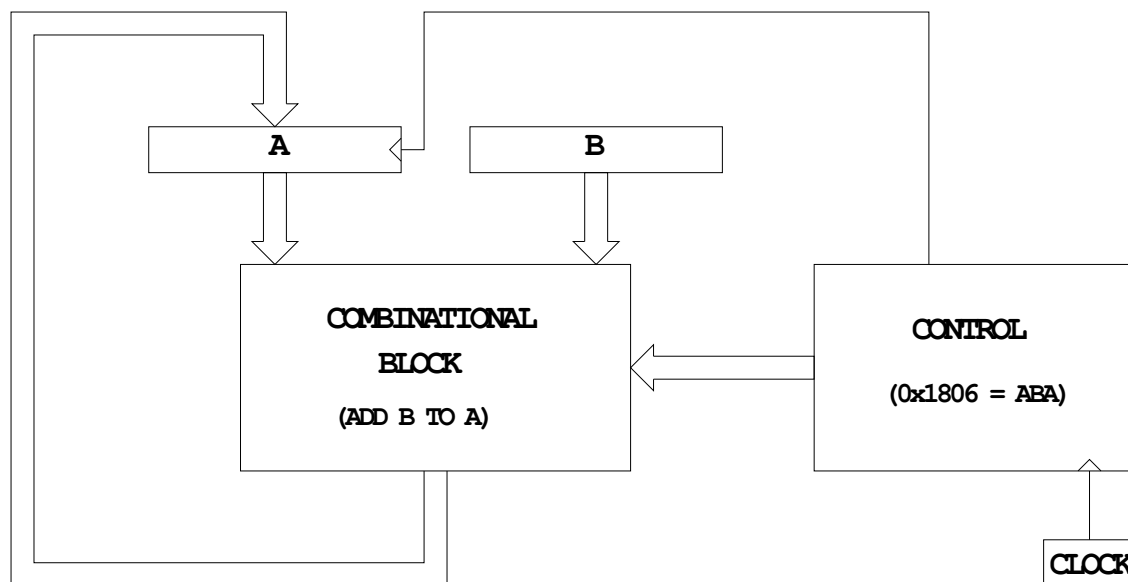 A
B
COMBINATIONAL
BLOCK
(ADD B TO A)
CONTROL
(0x1806 = ABA)
CLOCK